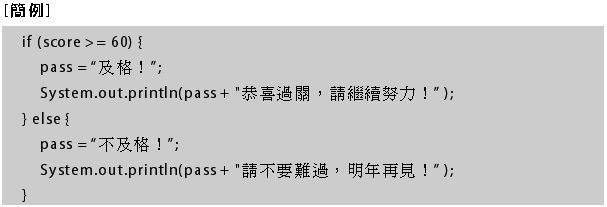 [簡例]
if (score >= 60) {
pass = “及格！”;
System.out.println(pass + "恭喜過關，請繼續努力！" );
} else {
pass = “不及格！”;
System.out.println(pass + "請不要難過，明年再見！" );
}